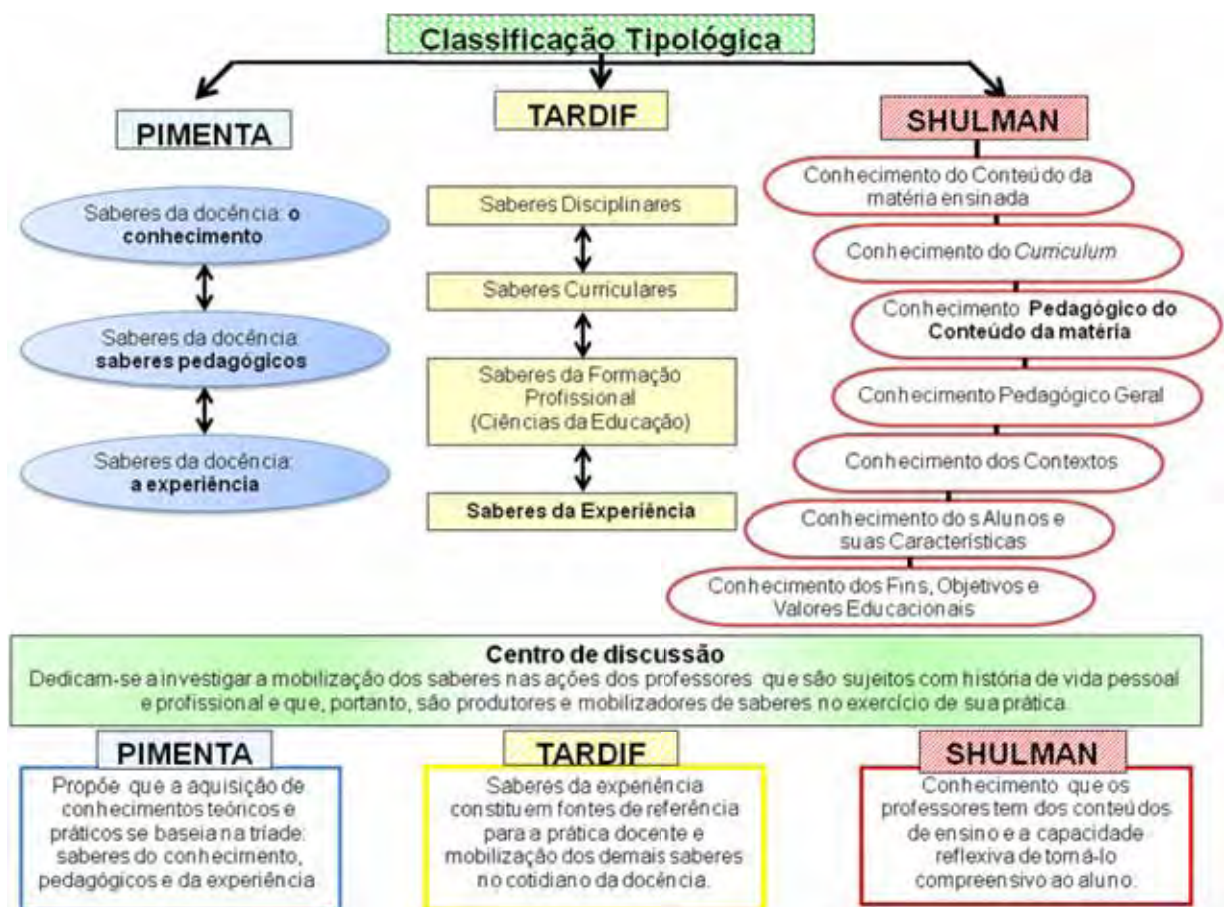 Classificação Tipológica
PIMENTA
TARDIF
SHULMAN
Saberes da docência: o
conhecimento
Saberes da docência:
saberes pedagógicos
Saberes da docência:
a experiência
Saberes Disciplinares
Saberes Curriculares
Saberes da Formação
Profissional
(Ciências da Educação)
Saberes da Experiência
Conhecimento do Conteúdo da
matéria ensinada
Conhecimento do Curriculum
Conhecimento Pedagógico do
Conteúdo da matéria
Conhecimento Pedagógico Geral
Conhecimento dos Contextos
Conhecimento do s Alunos e
suas Características
Conhecimento dos Fins, Objetivos e
Valores Educacionais
Centro de discussão
Dedicam-se a investigar a mobilização dos saberes nas ações dos professores que são sujeitos com história de vida pessoal
e profissional e que, portanto, são produtores e mobilizadores de saberes no exercício de sua prática.
PIMENTA
Propõe que a aquisição de
conhecimentos teóricos e
práticos se baseia na tríade:
saberes do conhecimento,
pedagógicos e da experiência
TARDIF
Saberes da experiência
constituem fontes de referência
para a prática docente e
mobilização dos demais saberes
no cotidiano da docência.
SHULMAN
Conhecimento que os
professores tem dos conteúdos
de ensino e a capacidade
reflexiva de torná-lo
compreensivo ao aluno.